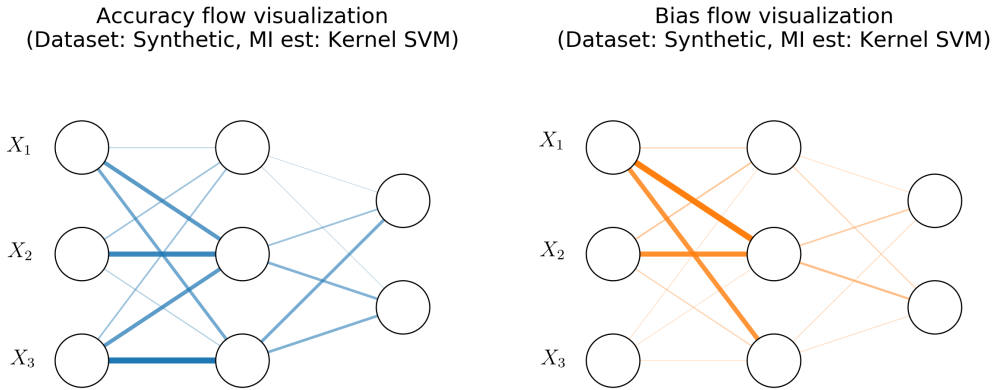 Accuracy flow visualization
(Dataset: Synthetic, MI est: Kernel SVM)
X₁
X₂
X₃
Bias flow visualization
(Dataset: Synthetic, MI est: Kernel SVM)
X₁
X₂
X₃